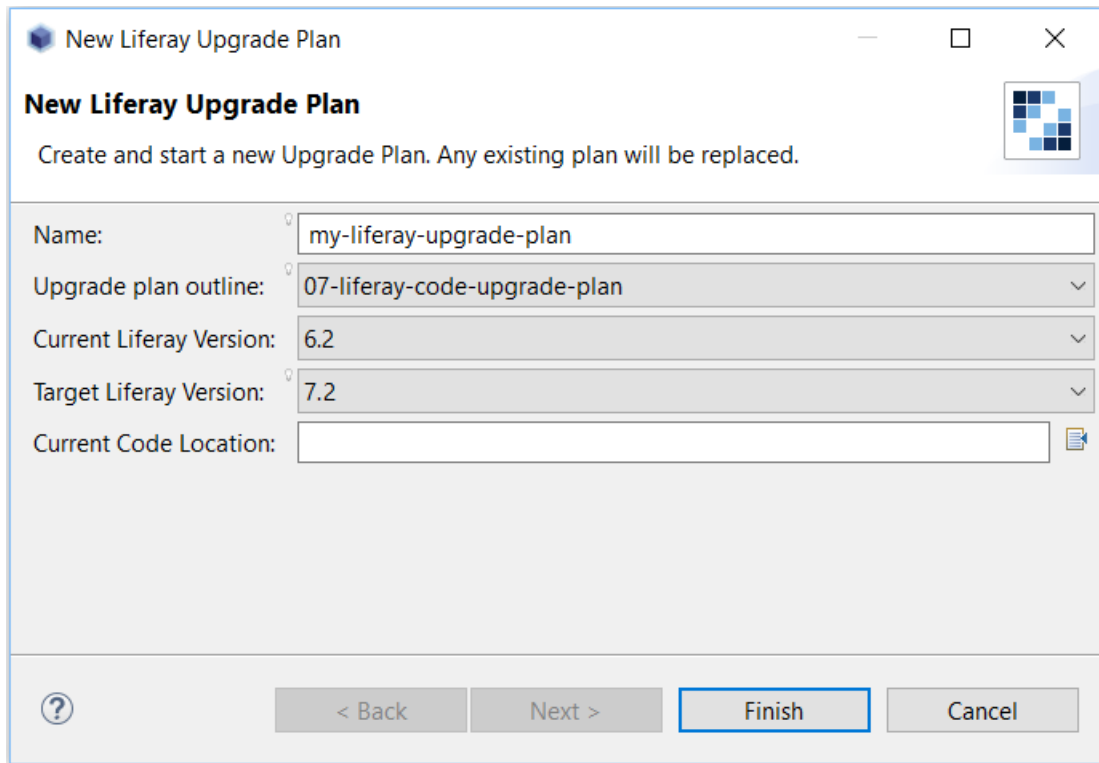 New Liferay Upgrade Plan
New Liferay Upgrade Plan
Create and start a new Upgrade Plan. Any existing plan will be replaced.
Name: my-liferay-upgrade-plan
Upgrade plan outline: 07-liferay-code-upgrade-plan
Current Liferay Version: 6.2
Target Liferay Version: 7.2
Current Code Location:
? < Back Next > Finish Cancel